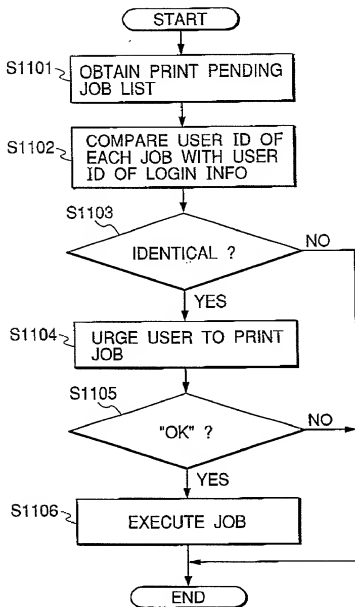 START
S1101
OBTAIN PRINT PENDING
JOB LIST
S1102
COMPARE USER ID OF
EACH JOB WITH USER
ID OF LOGIN INFO
S1103
IDENTICAL ?
NO
YES
S1104
URGE USER TO PRINT
JOB
S1105
"OK" ?
NO
YES
S1106
EXECUTE JOB
END